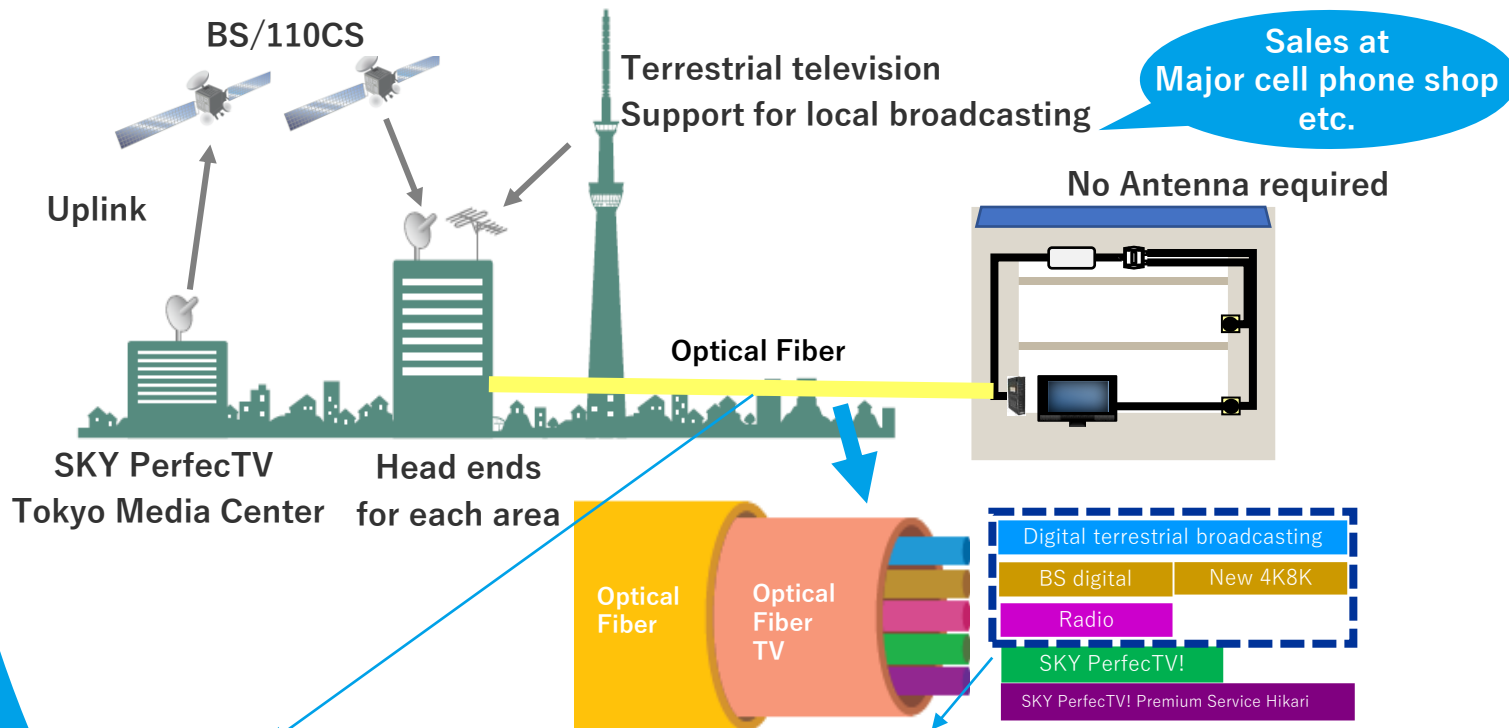 BS/110CS
Sales at
Major cell phone shop
etc.
Terrestrial television
Support for local broadcasting
No Antenna required
Uplink
Optical Fiber
SKY PerfecTV
Tokyo Media Center
Head ends
for each area
Optical
Fiber
Optical
Fiber
TV
Digital terrestrial broadcasting
BS digital
New 4K8K
Radio
SKY PerfecTV!
SKY PerfecTV! Premium Service Hikari